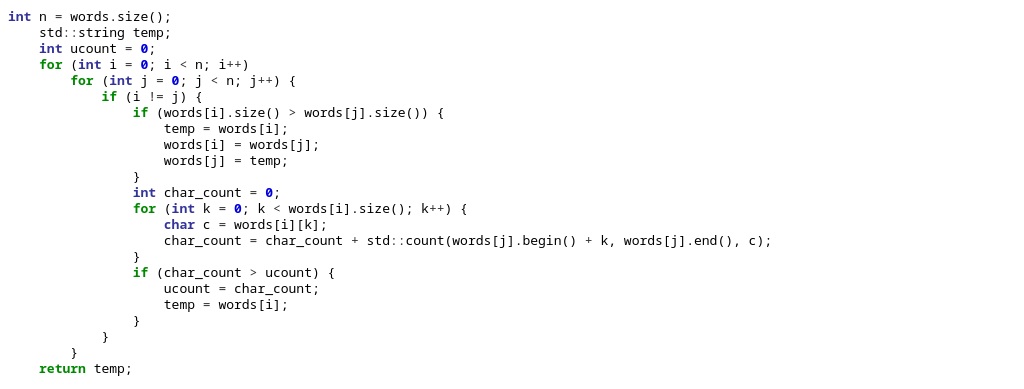 int n = words.size();
    std::string temp;
    int ucount = 0;
    for (int i = 0; i < n; i++)
        for (int j = 0; j < n; j++) {
            if (i != j) {
                if (words[i].size() > words[j].size()) {
                    temp = words[i];
                    words[i] = words[j];
                    words[j] = temp;
                }
                int char_count = 0;
                for (int k = 0; k < words[i].size(); k++) {
                    char c = words[i][k];
                    char_count = char_count + std::count(words[j].begin() + k, words[j].end(), c);
                }
                if (char_count > ucount) {
                    ucount = char_count;
                    temp = words[i];
                }
            }
        }
    return temp;